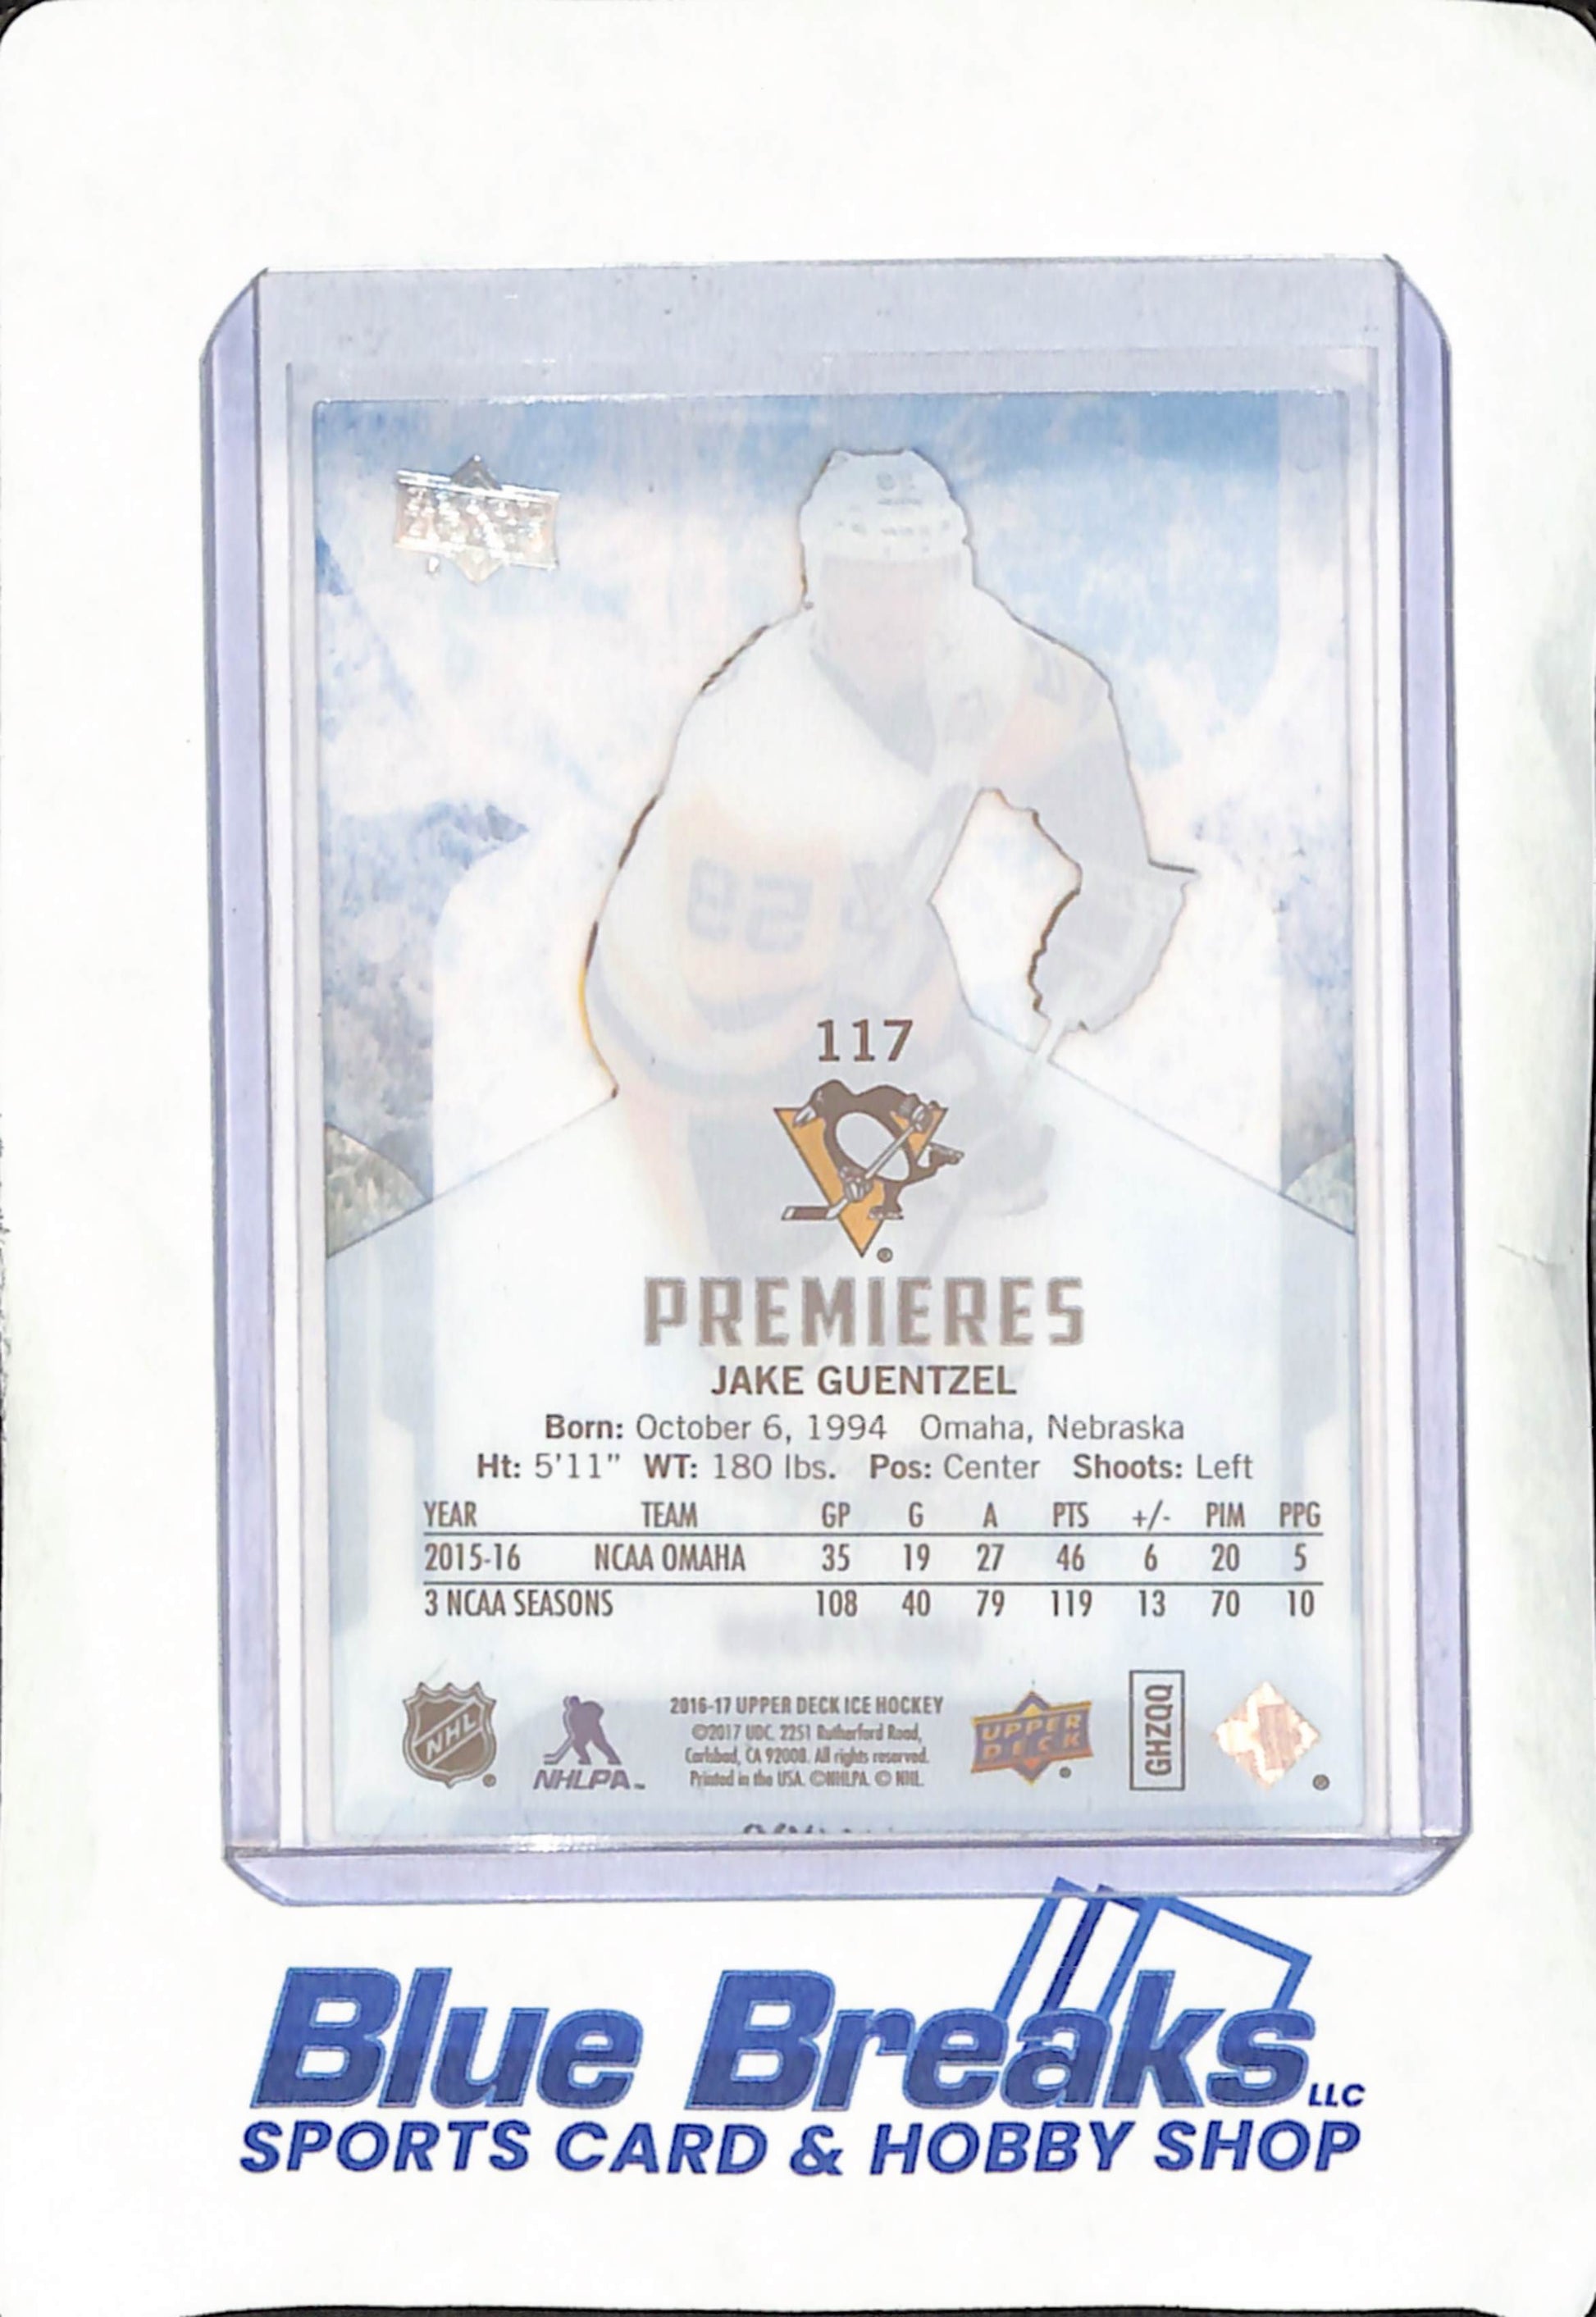 117
PREMIERES
JAKE GUENTZEL
Born: October 6, 1994 Omaha, Nebraska
Ht: 5'11" WT: 180 lbs. Pos: Center Shoots: Left
YEAR TEAM GP G A PTS +/- PIM PPG
2015-16 NCAA OMAHA 35 19 27 46 6 20 5
3 NCAA SEASONS 108 40 79 119 13 70 10
NHL ®
NHLPA™
2016-17 UPPER DECK ICE HOCKEY
©2017 UDC. 2251 Rutherford Road,
Carlsbad, CA 92008. All rights reserved.
Printed in the USA. ©NHLPA. © NHL.
UPPER
DECK ®
GHZQQ
®
Blue Breaks LLC
SPORTS CARD & HOBBY SHOP